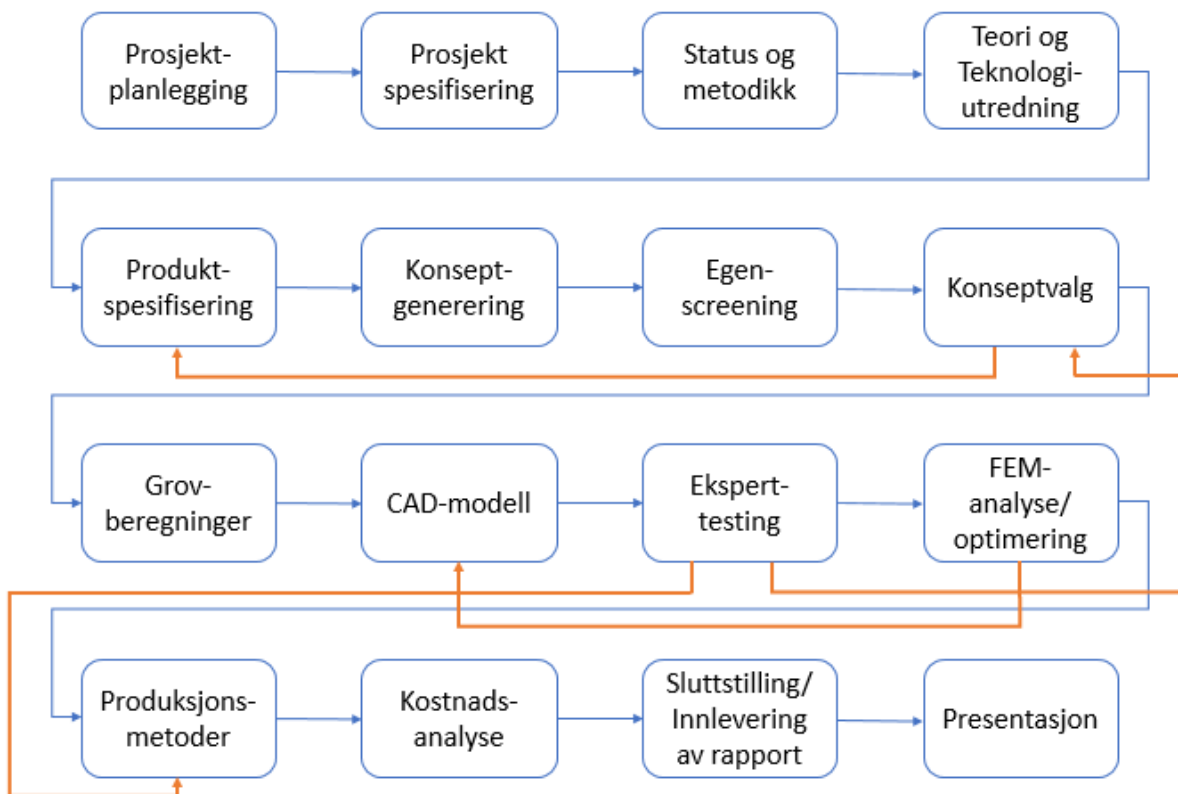 Prosjekt-
planlegging
Prosjekt
spesifisering
Status og
metodikk
Teori og
Teknologi-
utredning
Produkt-
spesifisering
Konsept-
generering
Egen-
screening
Konseptvalg
Grov-
beregninger
CAD-modell
Ekspert-
testing
FEM-
analyse/
optimering
Produksjons-
metoder
Kostnads-
analyse
Sluttstilling/
Innlevering
av rapport
Presentasjon